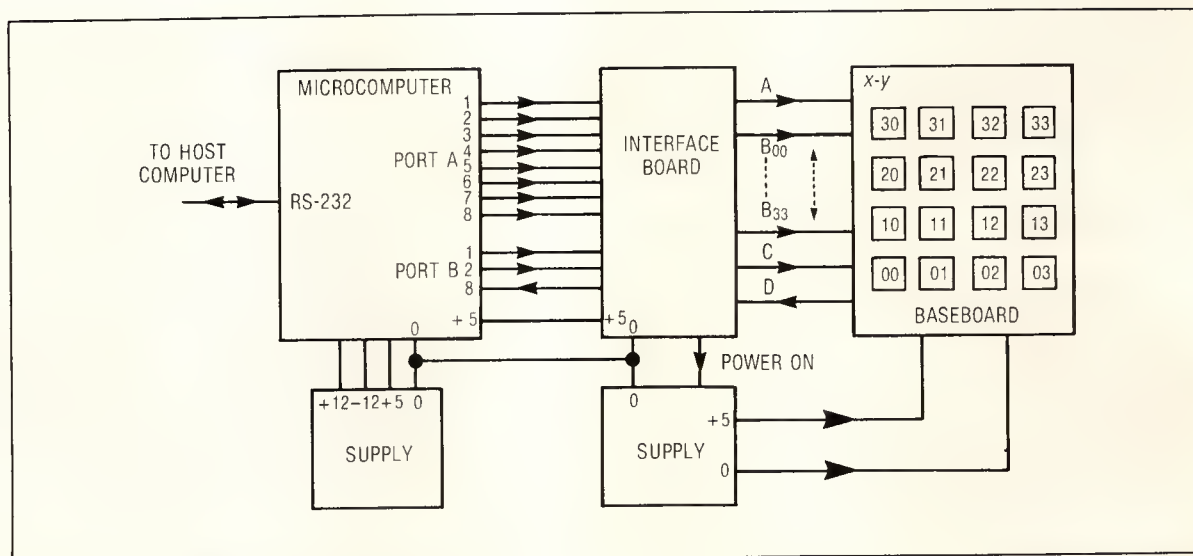 MICROCOMPUTER
TO HOST
COMPUTER
RS-232
PORT A
1
2
3
4
5
6
7
8
PORT B
1
2
8
+5
0
+12-12+5 0
SUPPLY
INTERFACE
BOARD
+5
0
A
B00
B33
C
D
POWER ON
0
+5
SUPPLY
0
x-y
30 31 32 33
20 21 22 23
10 11 12 13
00 01 02 03
BASEBOARD